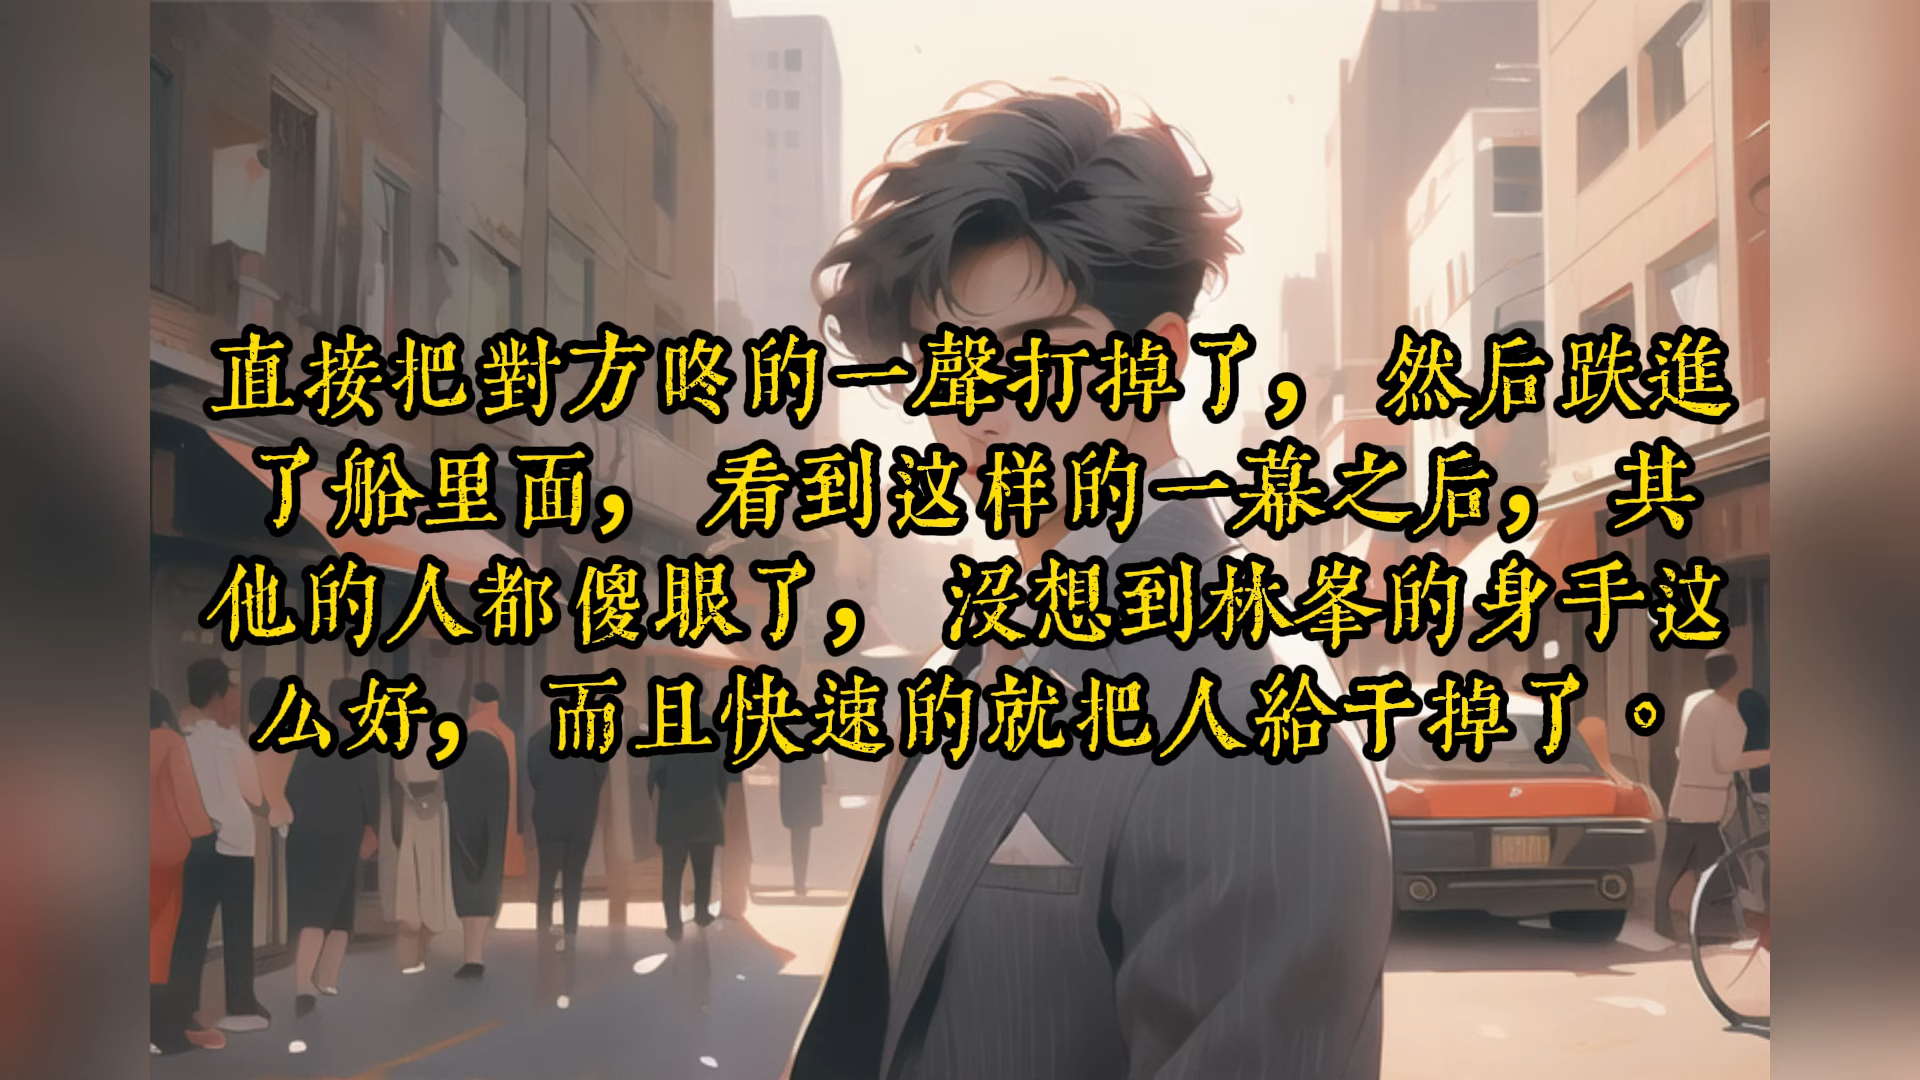 直接把對方咚的一聲打掉了， 然后跌進
了船里面， 看到这样的一幕之后， 其
他的人都傻眼了， 沒想到林峯的身手这
么好， 而且快速的就把人給干掉了。